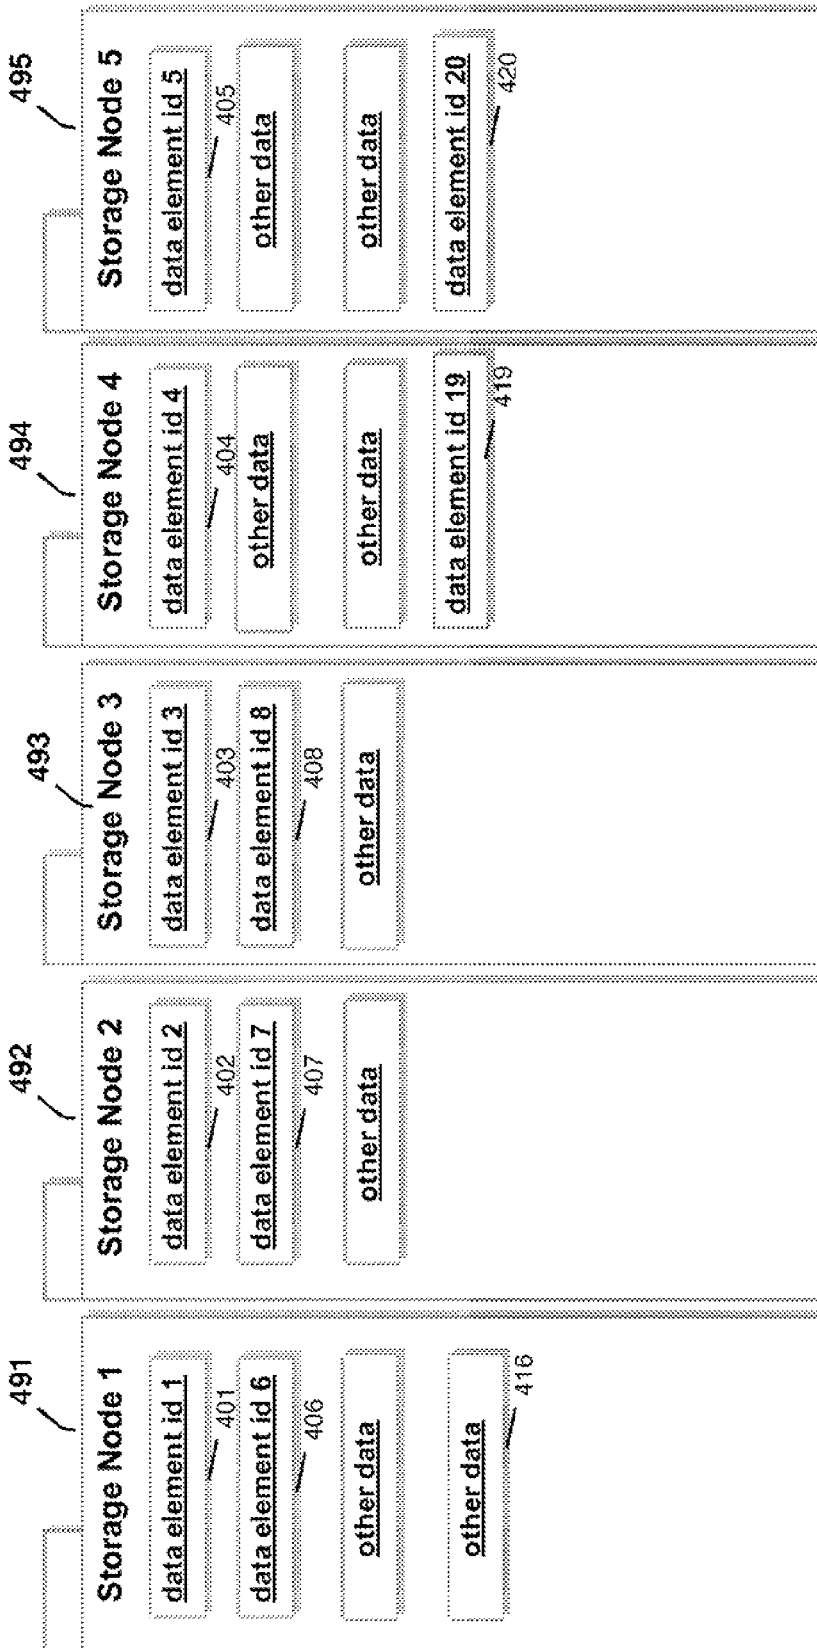 491
Storage Node 1
data element id 1
401
data element id 6
406
other data
other data
416
492
Storage Node 2
data element id 2
402
data element id 7
407
other data
493
Storage Node 3
data element id 3
403
data element id 8
408
other data
494
Storage Node 4
data element id 4
404
other data
other data
data element id 19
419
495
Storage Node 5
data element id 5
405
other data
other data
data element id 20
420